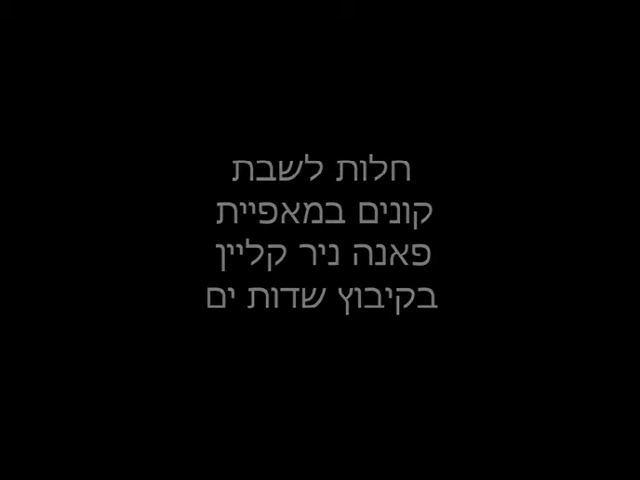 חלות לשבת
קונים במאפיית
פאנה ניר קליין
בקיבוץ שדות ים